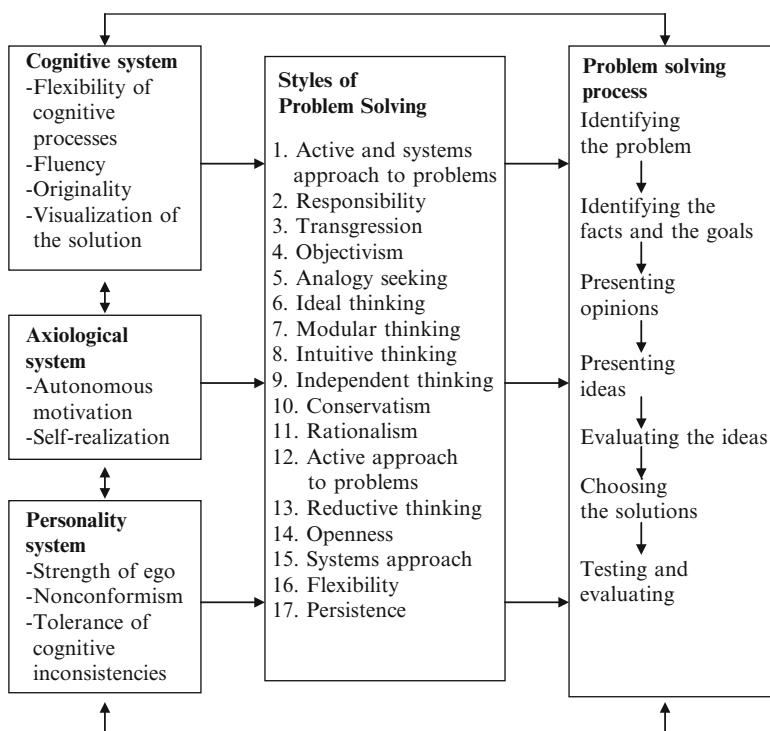 Cognitive system
-Flexibility of
cognitive
processes
-Fluency
-Originality
-Visualization of
the solution
Axiological
system
-Autonomous
motivation
-Self-realization
Personality
system
-Strength of ego
-Nonconformism
-Tolerance of
cognitive
inconsistencies
Styles of
Problem Solving
1. Active and systems
approach to problems
2. Responsibility
3. Transgression
4. Objectivism
5. Analogy seeking
6. Ideal thinking
7. Modular thinking
8. Intuitive thinking
9. Independent thinking
10. Conservatism
11. Rationalism
12. Active approach
to problems
13. Reductive thinking
14. Openness
15. Systems approach
16. Flexibility
17. Persistence
Problem solving
process
Identifying
the problem
Identifying the
facts and the goals
Presenting
opinions
Presenting
ideas
Evaluating the ideas
Choosing
the solutions
Testing and
evaluating